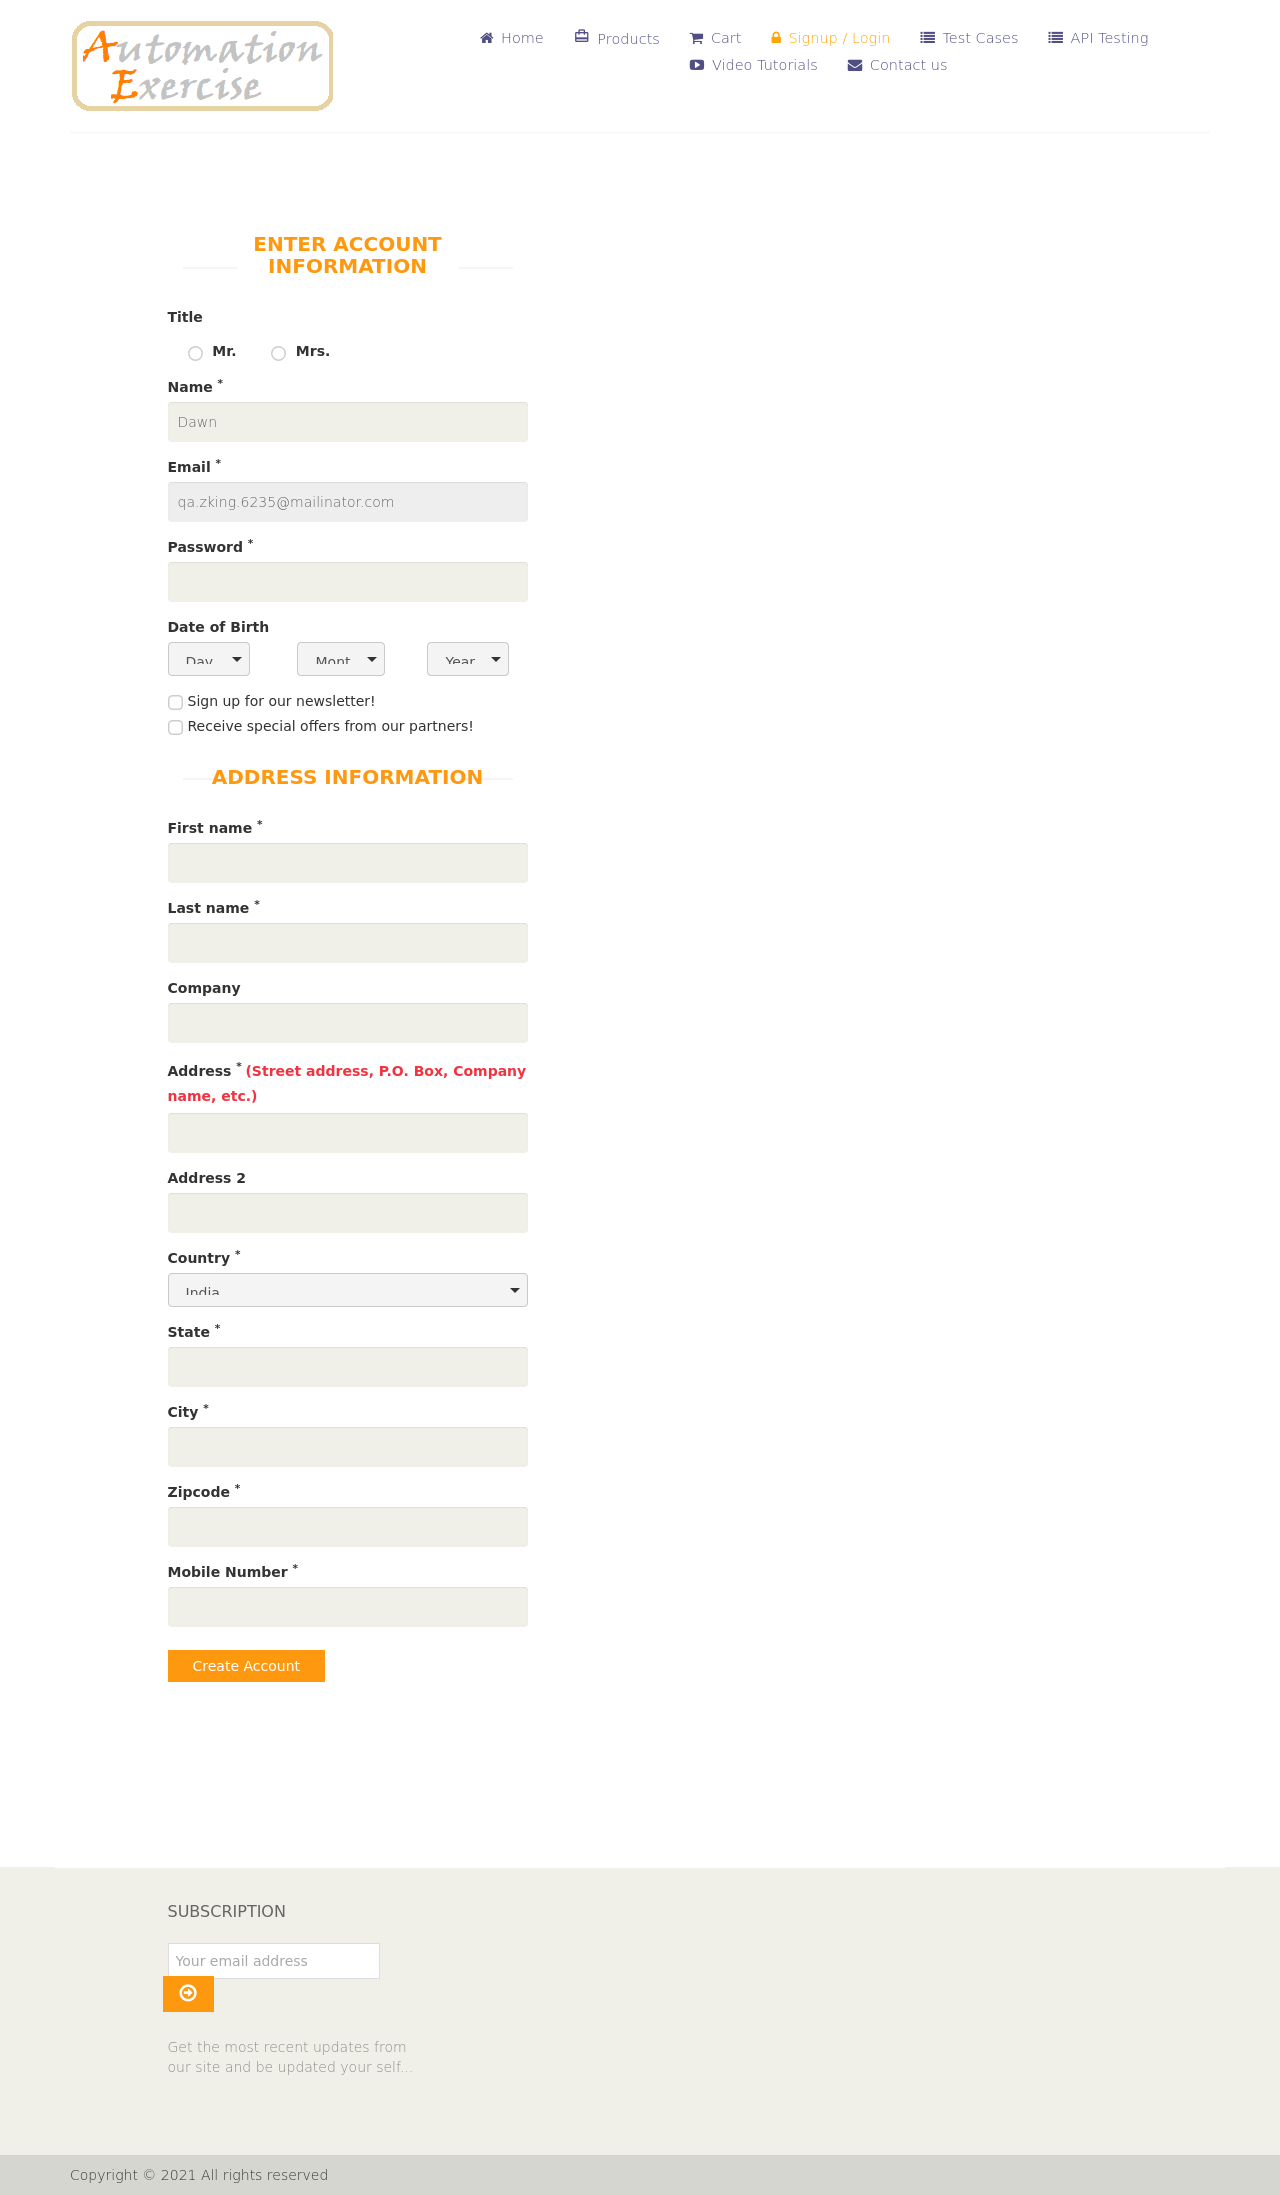 Automation
Exercise
Home Products Cart Signup / Login Test Cases API Testing
Video Tutorials Contact us
ENTER ACCOUNT
INFORMATION
Title
Mr. Mrs.
Name *
Dawn
Email *
qa.zking.6235@mailinator.com
Password *
Date of Birth
Day Mont Year
Sign up for our newsletter!
Receive special offers from our partners!
ADDRESS INFORMATION
First name *
Last name *
Company
Address * (Street address, P.O. Box, Company
name, etc.)
Address 2
Country *
India
State *
City *
Zipcode *
Mobile Number *
Create Account
SUBSCRIPTION
Your email address
Get the most recent updates from
our site and be updated your self...
Copyright © 2021 All rights reserved